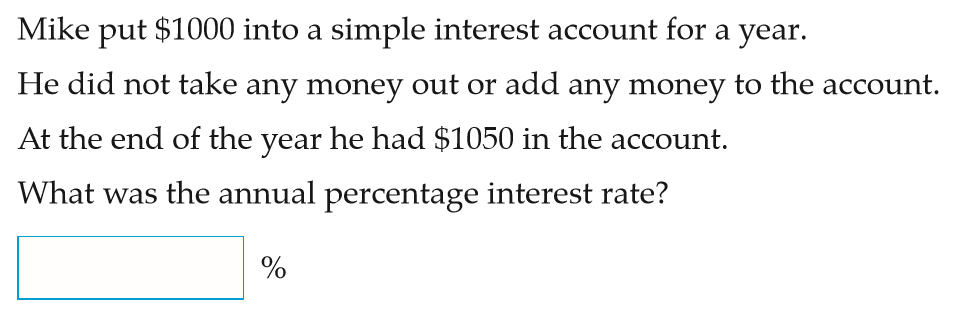 Mike put $1000 into a simple interest account for a year.
He did not take any money out or add any money to the account.
At the end of the year he had $1050 in the account.
What was the annual percentage interest rate?
%